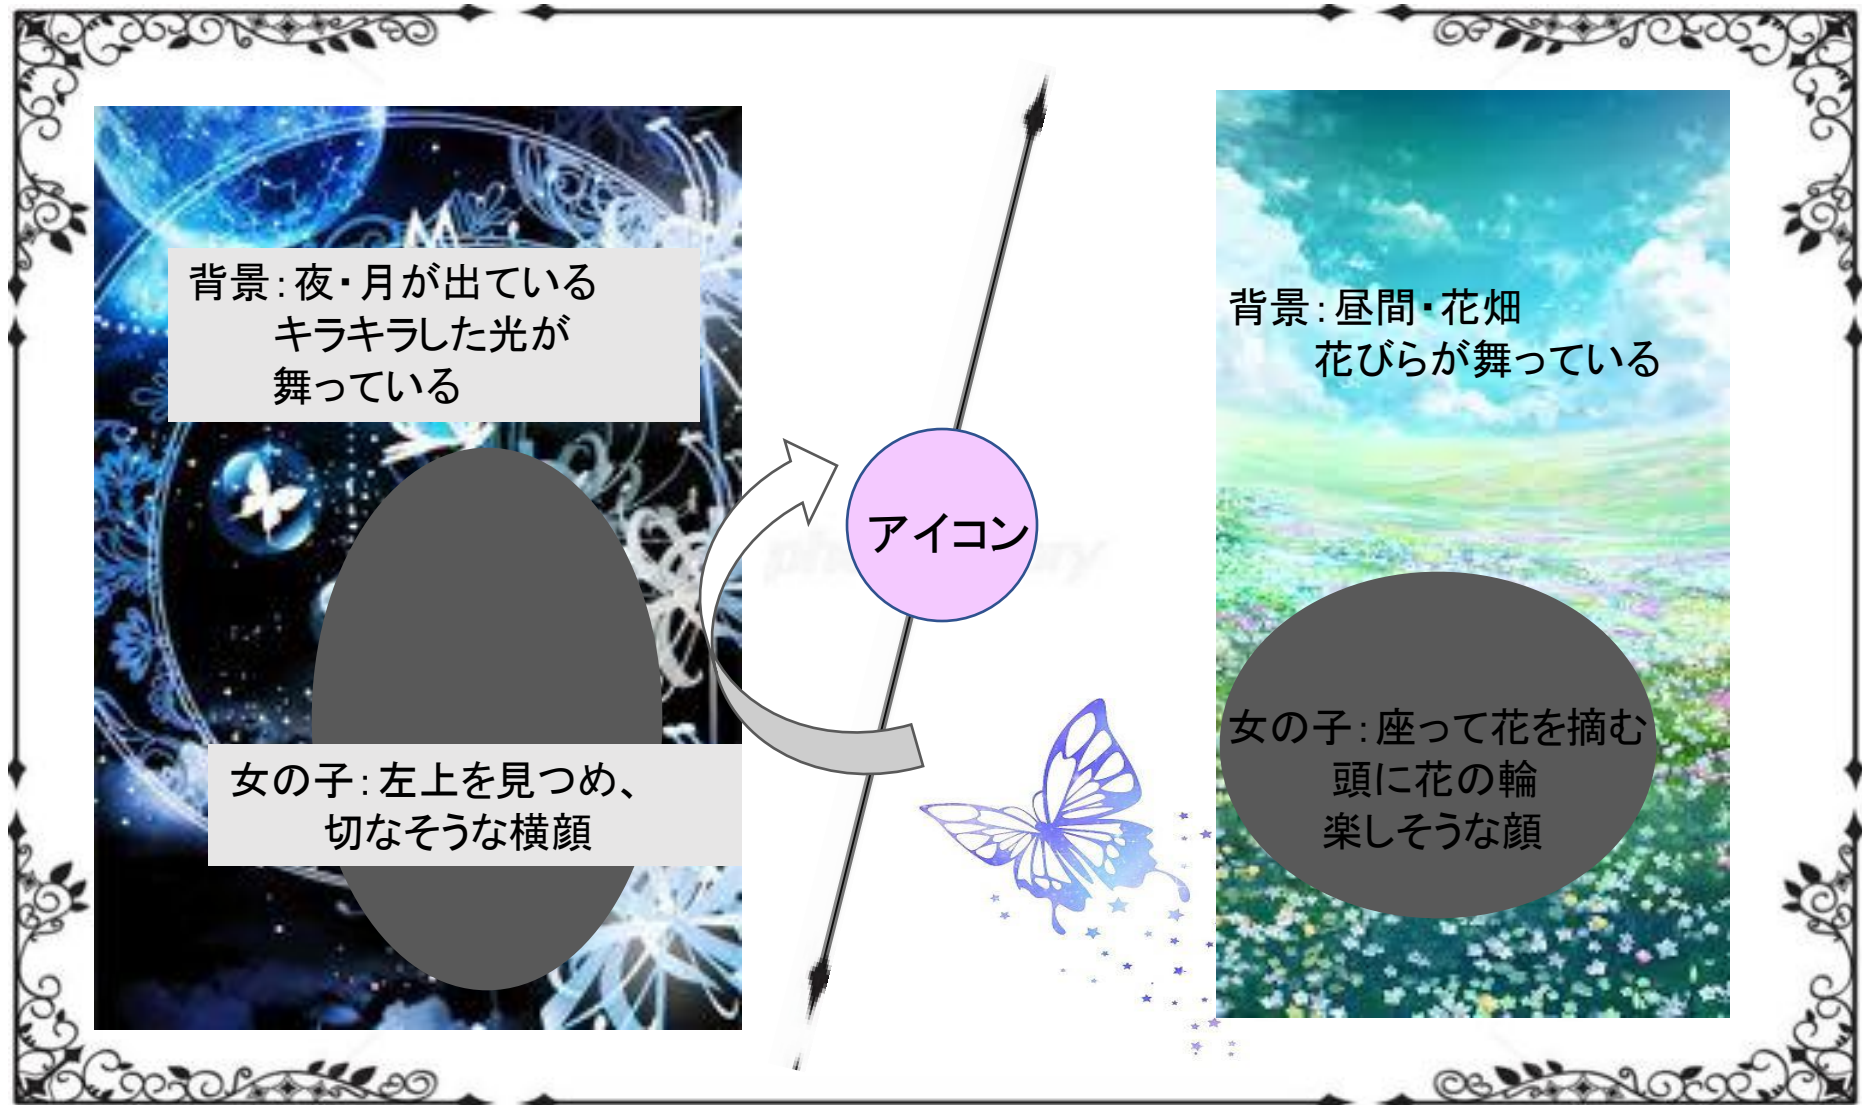 背景:夜・月が出ている
キラキラした光が
舞っている
女の子:左上を見つめ、
切なそうな横顔
アイコン
背景:昼間・花畑
花びらが舞っている
女の子:座って花を摘む
頭に花の輪
楽しそうな顔